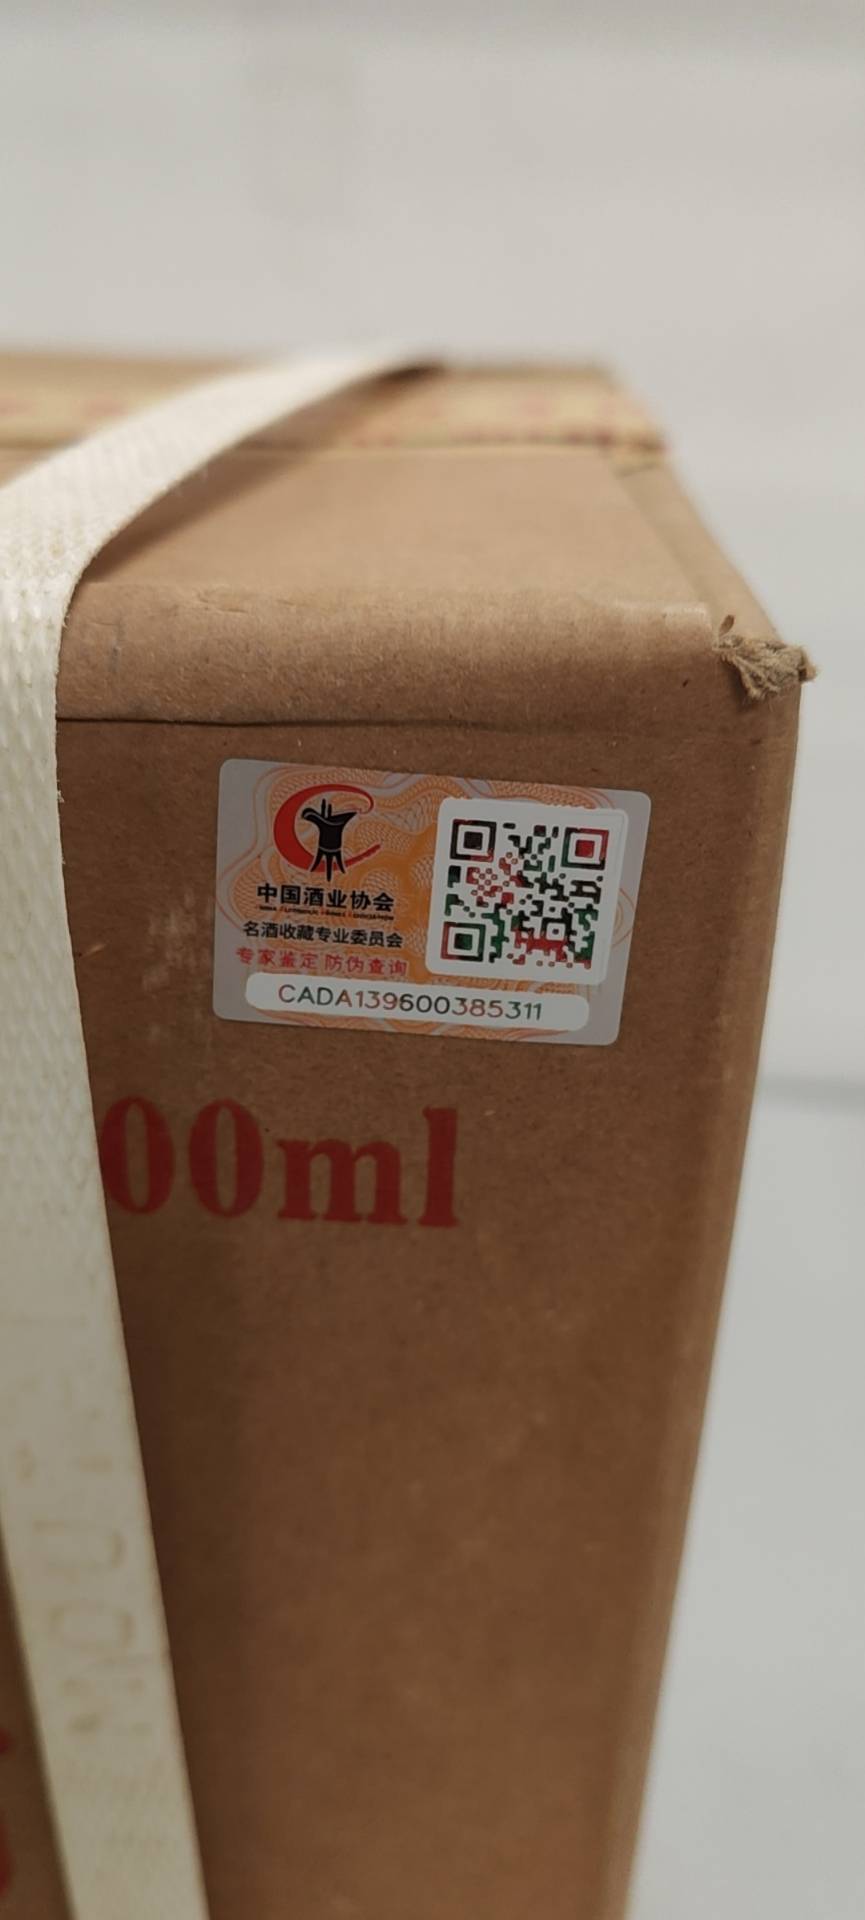 中国酒业协会
名酒收藏专业委员会
专家鉴定 防伪查询
CADA139600385311
00ml